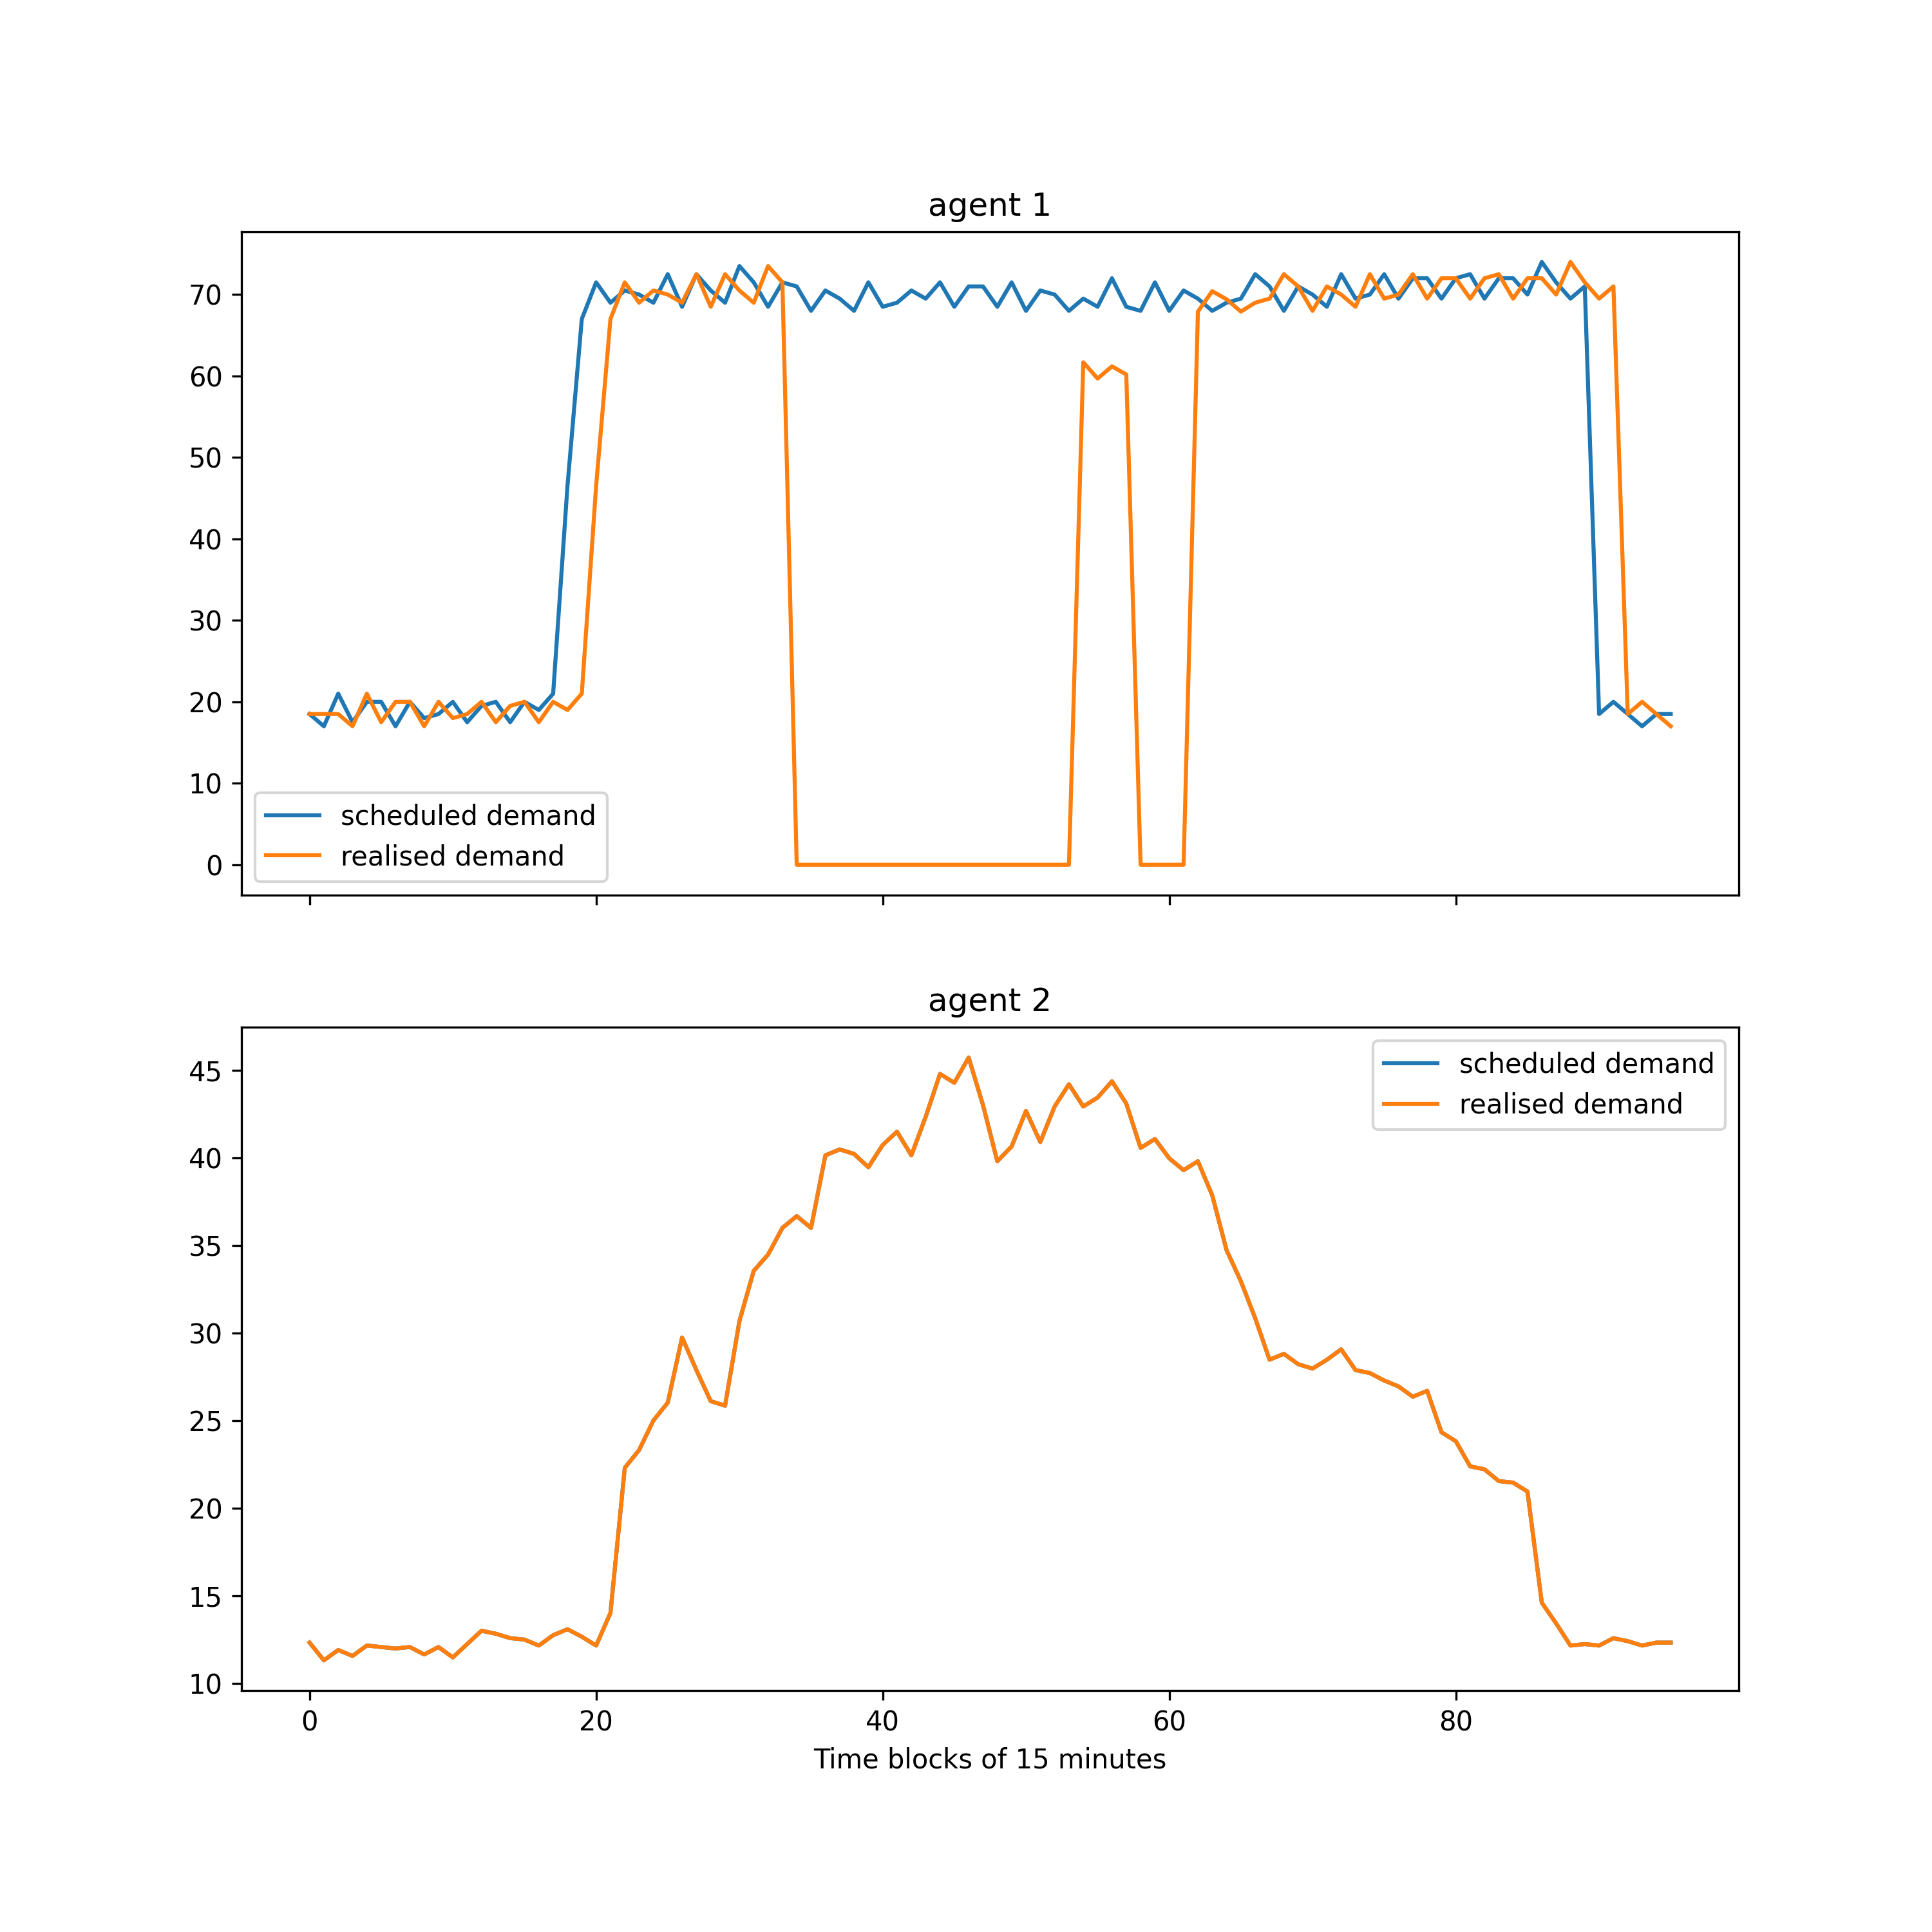 agent 1
70
60
50
40
30
20
10
0
scheduled demand
realised demand
agent 2
45
40
35
30
25
20
15
10
scheduled demand
realised demand
0 20 40 60 80
Time blocks of 15 minutes